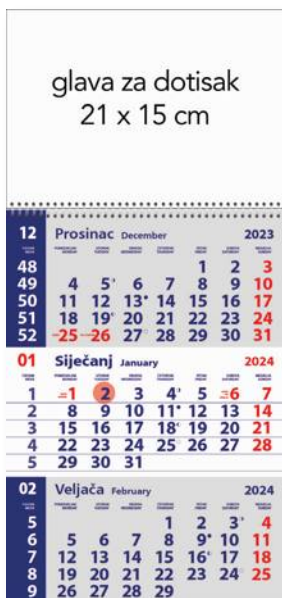 glava za dotisak
21 x 15 cm
12 Prosinac December 2023
48 1 2 3
49 4 5 6 7 8 9 10
50 11 12 13 14 15 16 17
51 18 19 20 21 22 23 24
52 25 26 27 28 29 30 31
01 Siječanj January 2024
1 1 2 3 4 5 6 7
2 8 9 10 11 12 13 14
3 15 16 17 18 19 20 21
4 22 23 24 25 26 27 28
5 29 30 31
02 Veljača February 2024
5 1 2 3 4
6 5 6 7 8 9 10 11
7 12 13 14 15 16 17 18
8 19 20 21 22 23 24 25
9 26 27 28 29